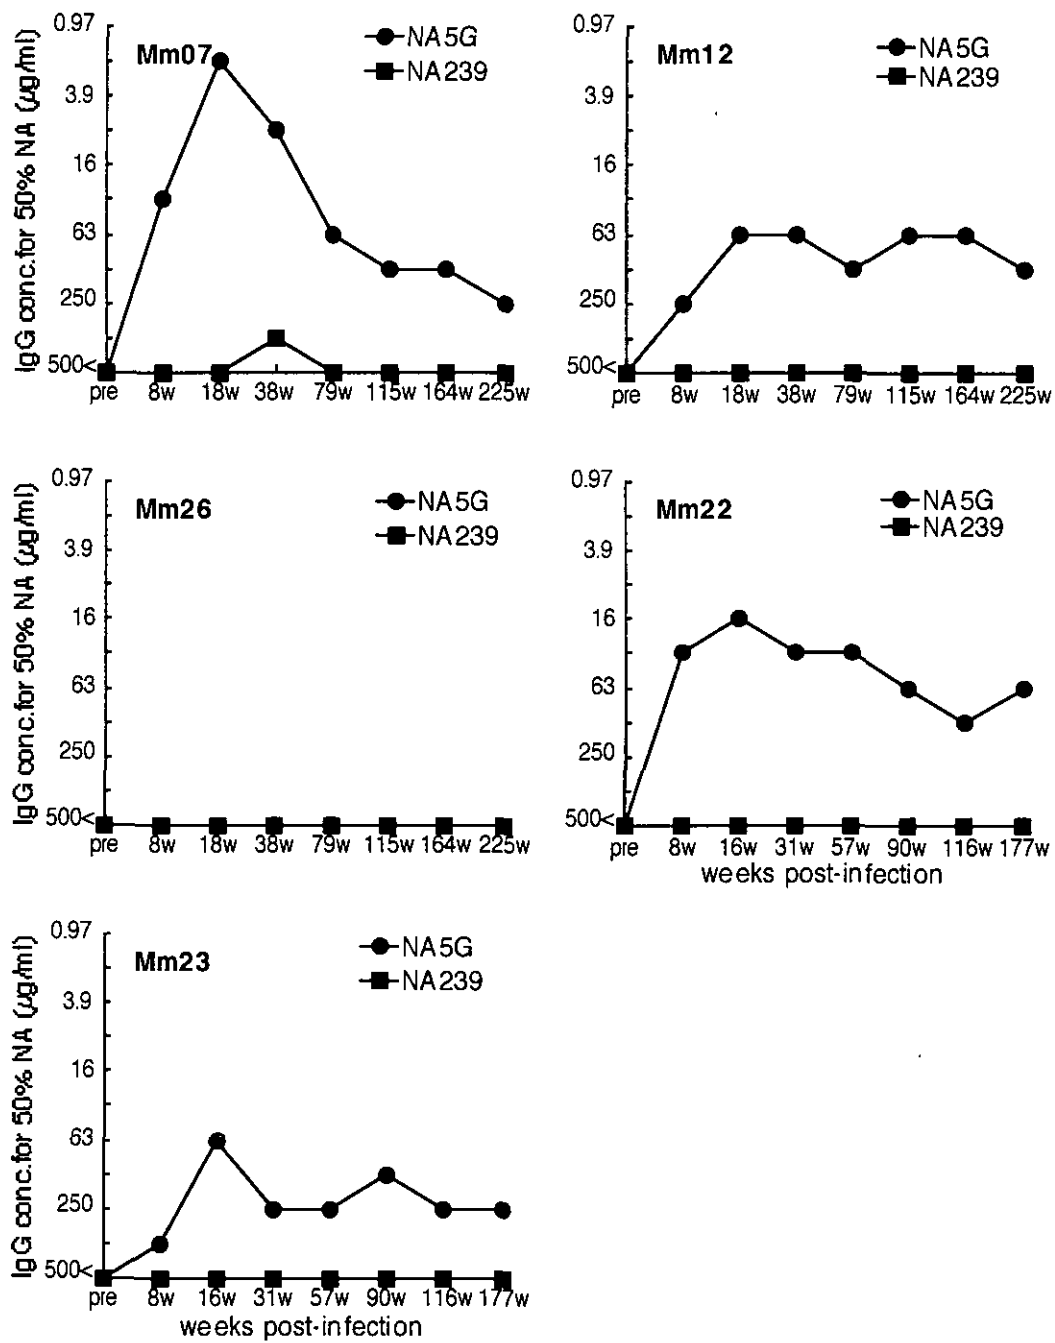 IgG conc.for 50% NA (µg/ml)
Mm07
NA5G
NA239
0.97
3.9
16
63
250
500<
pre 8w 18w 38w 79w 115w 164w 225w
Mm12
NA5G
NA239
0.97
3.9
16
63
250
500<
pre 8w 18w 38w 79w 115w 164w 225w
IgG conc.for 50% NA (µg/ml)
Mm26
NA5G
NA239
0.97
3.9
16
63
250
500<
pre 8w 18w 38w 79w 115w 164w 225w
Mm22
NA5G
NA239
0.97
3.9
16
63
250
500<
pre 8w 16w 31w 57w 90w 116w 177w
weeks post-infection
IgG conc.for 50% NA (µg/ml)
Mm23
NA5G
NA239
0.97
3.9
16
63
250
500<
pre 8w 16w 31w 57w 90w 116w 177w
weeks post-infection